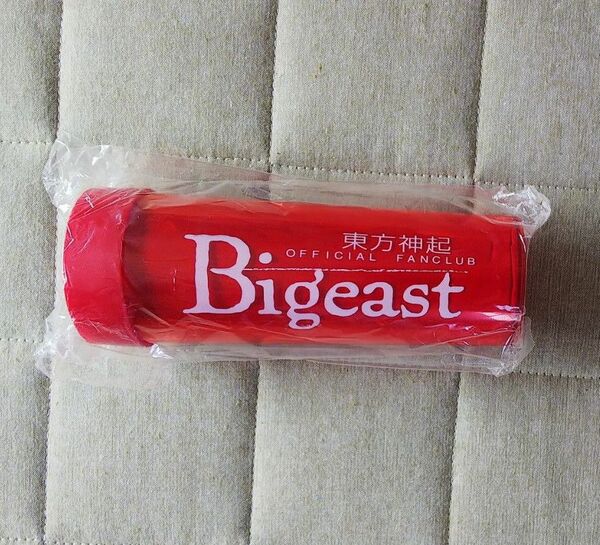 東方神起
OFFICIAL FANCLUB
Bigeast